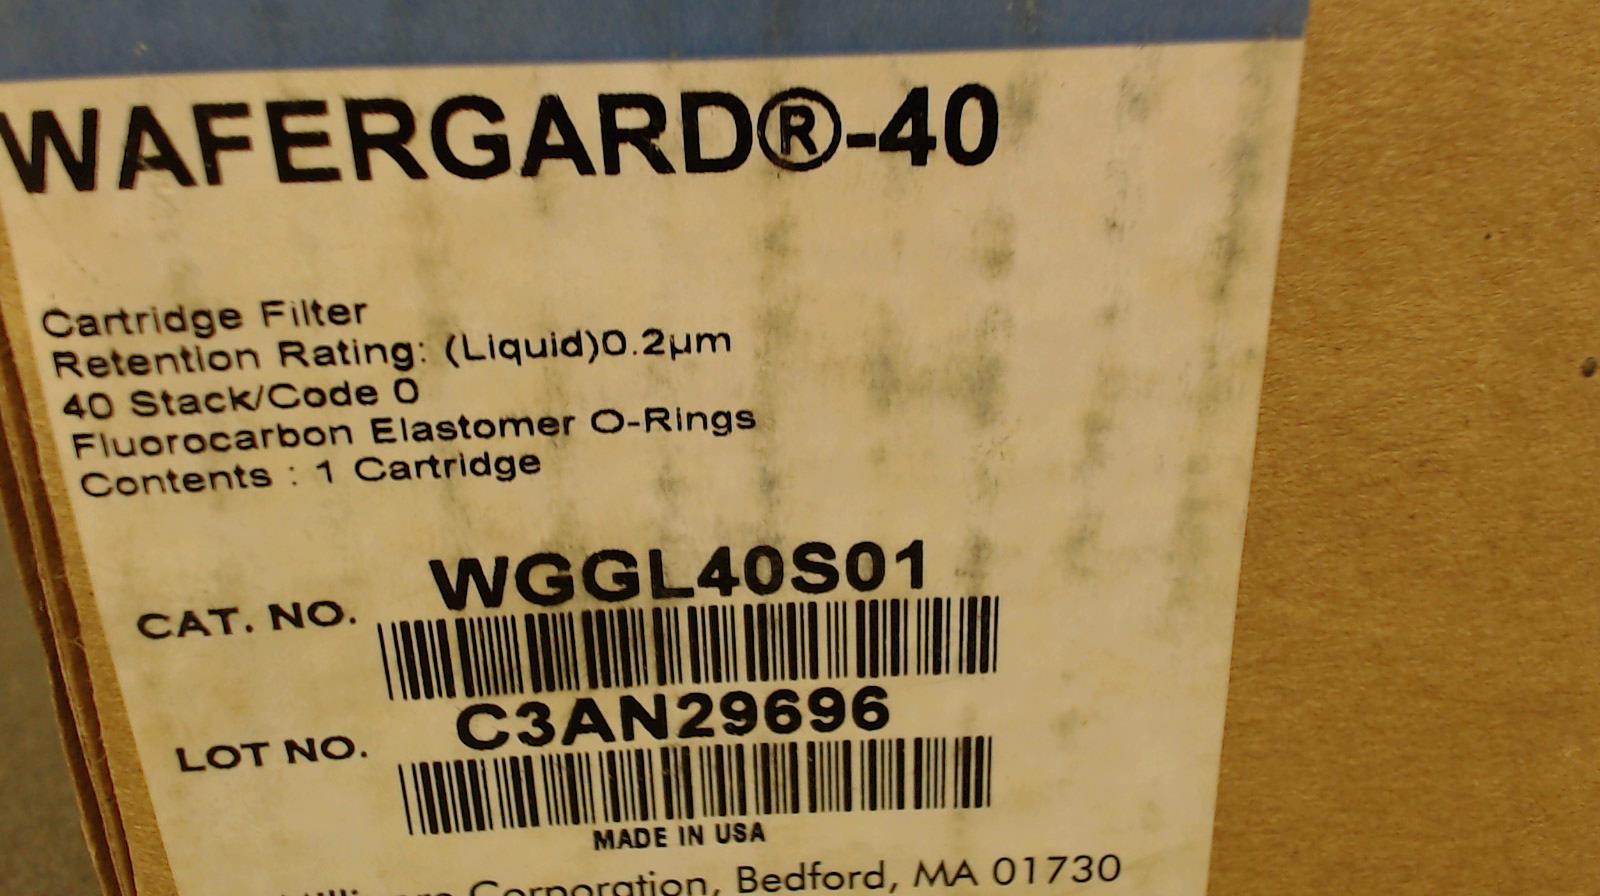 WAFERGARD®-40
Cartridge Filter
Retention Rating: (Liquid)0.2µm
40 Stack/Code 0
Fluorocarbon Elastomer O-Rings
Contents : 1 Cartridge
CAT. NO. WGGL40S01
LOT NO. C3AN29696
MADE IN USA
Corporation, Bedford, MA 01730